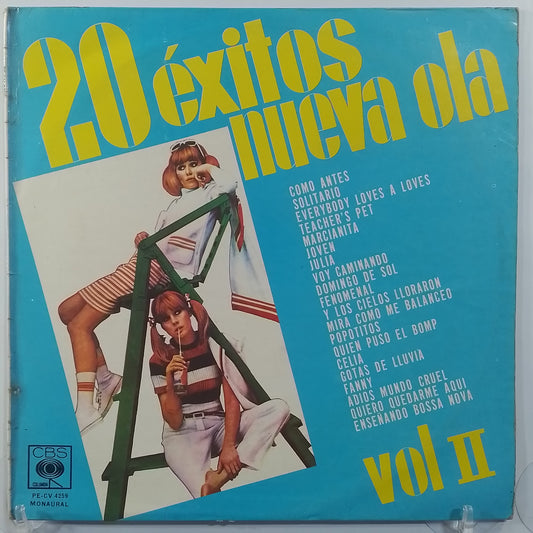 20 éxitos
nueva ola
COMO ANTES
SOLITARIO
EVERYBODY LOVES A LOVES
TEACHER'S PET
MARCIANITA
JOVEN
JULIA
VOY CAMINANDO
DOMINGO DE SOL
FENOMENAL
Y LOS CIELOS LLORARON
MIRA COMO ME BALANCEO
POPOTITOS
QUIEN PUSO EL BOMP
CELIA
GOTAS DE LLUVIA
FANNY
ADIOS MUNDO CRUEL
QUIERO QUEDARME AQUI
ENSEÑANDO BOSSA NOVA
vol II
CBS
COLUMBIA
PE-CV 4259
MONAURAL